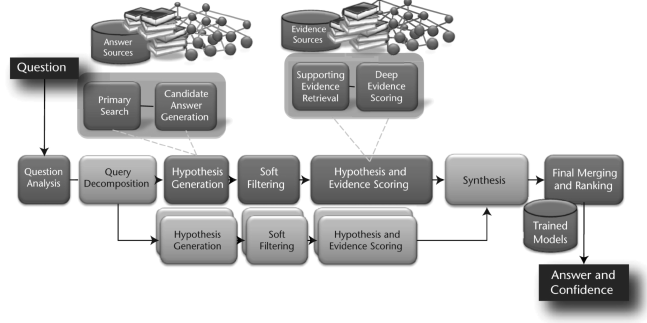 Answer
Sources
Evidence
Sources
Question
Primary
Search
Candidate
Answer
Generation
Supporting
Evidence
Retrieval
Deep
Evidence
Scoring
Question
Analysis
Query
Decomposition
Hypothesis
Generation
Soft
Filtering
Hypothesis and
Evidence Scoring
Synthesis
Final Merging
and Ranking
Hypothesis
Generation
Soft
Filtering
Hypothesis and
Evidence Scoring
Trained
Models
Answer and
Confidence